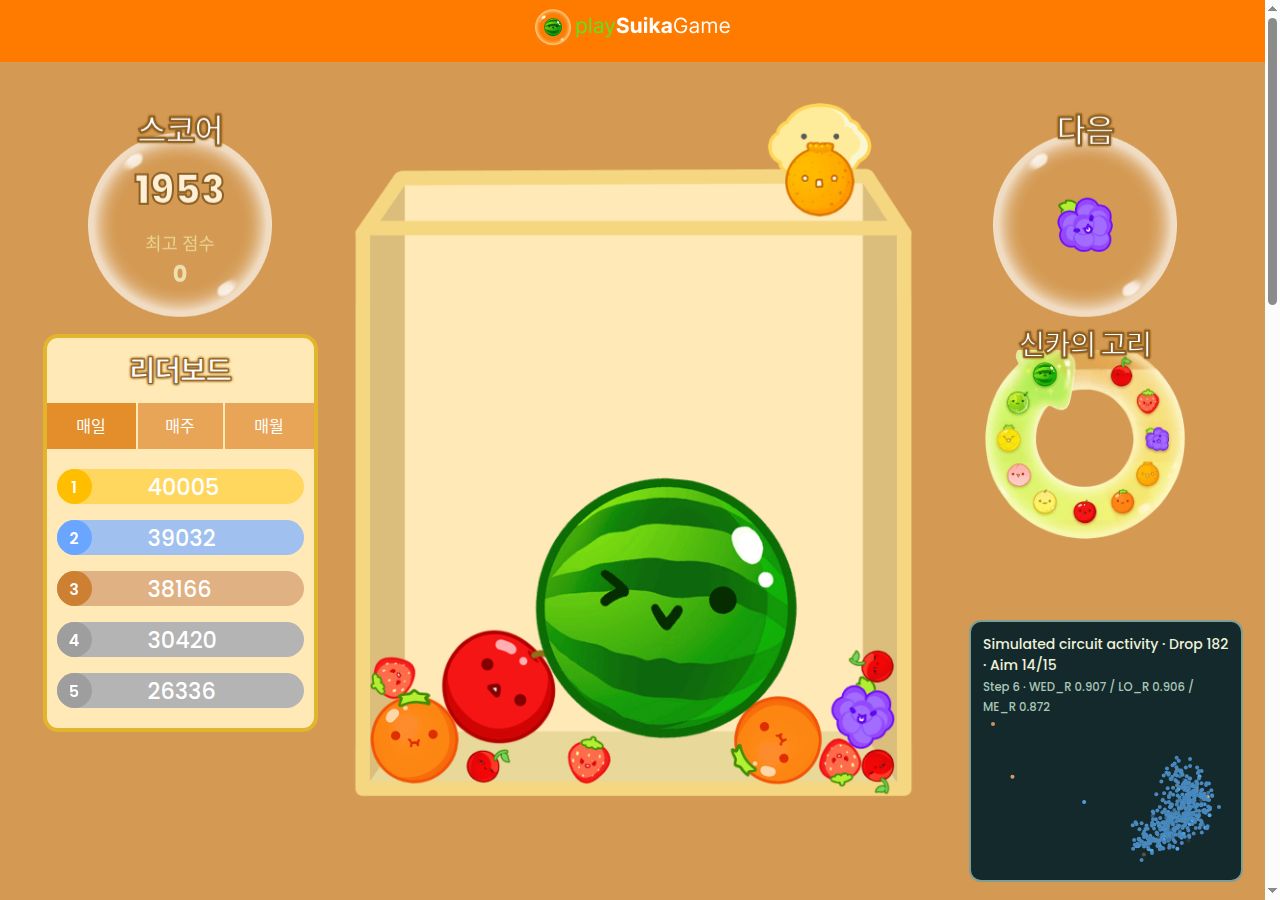 playSuikaGame
스코어
1953
최고 점수
0
리더보드
매일 매주 매월
1 40005
2 39032
3 38166
4 30420
5 26336
다음
신카의 고리
Simulated circuit activity · Drop 182
· Aim 14/15
Step 6 · WED_R 0.907 / LO_R 0.906 /
ME_R 0.872